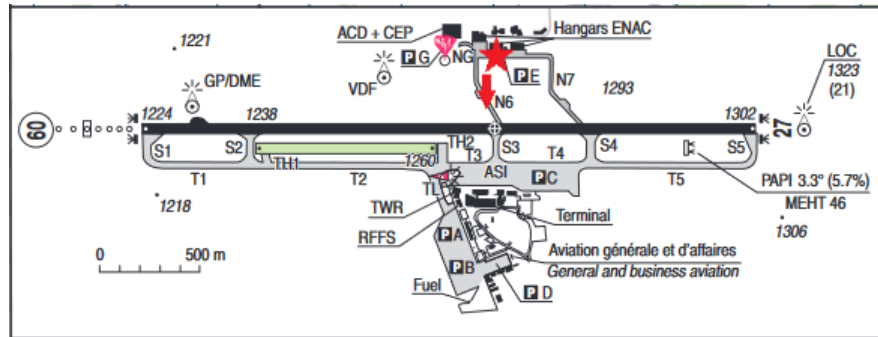 1221
ACD + CEP
Hangars ENAC
P G
NG
P E
N7
LOC
1323
(21)
GP/DME
VDF
N6
1293
1224
1238
1302
09
27
S1
S2
TH2
T3
S3
T4
S4
S5
TH1
1260
ASI
P C
T1
T2
TL
T5
PAPI 3.3° (5.7%)
MEHT 46
1218
TWR
Terminal
1306
RFFS
P A
Aviation générale et d'affaires
General and business aviation
0
500 m
P B
Fuel
P D